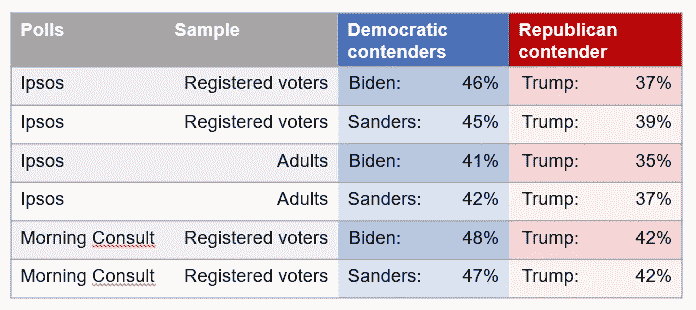 Polls Sample Democratic contenders Republican contender
Ipsos Registered voters Biden: 46% Trump: 37%
Ipsos Registered voters Sanders: 45% Trump: 39%
Ipsos Adults Biden: 41% Trump: 35%
Ipsos Adults Sanders: 42% Trump: 37%
Morning Consult Registered voters Biden: 48% Trump: 42%
Morning Consult Registered voters Sanders: 47% Trump: 42%